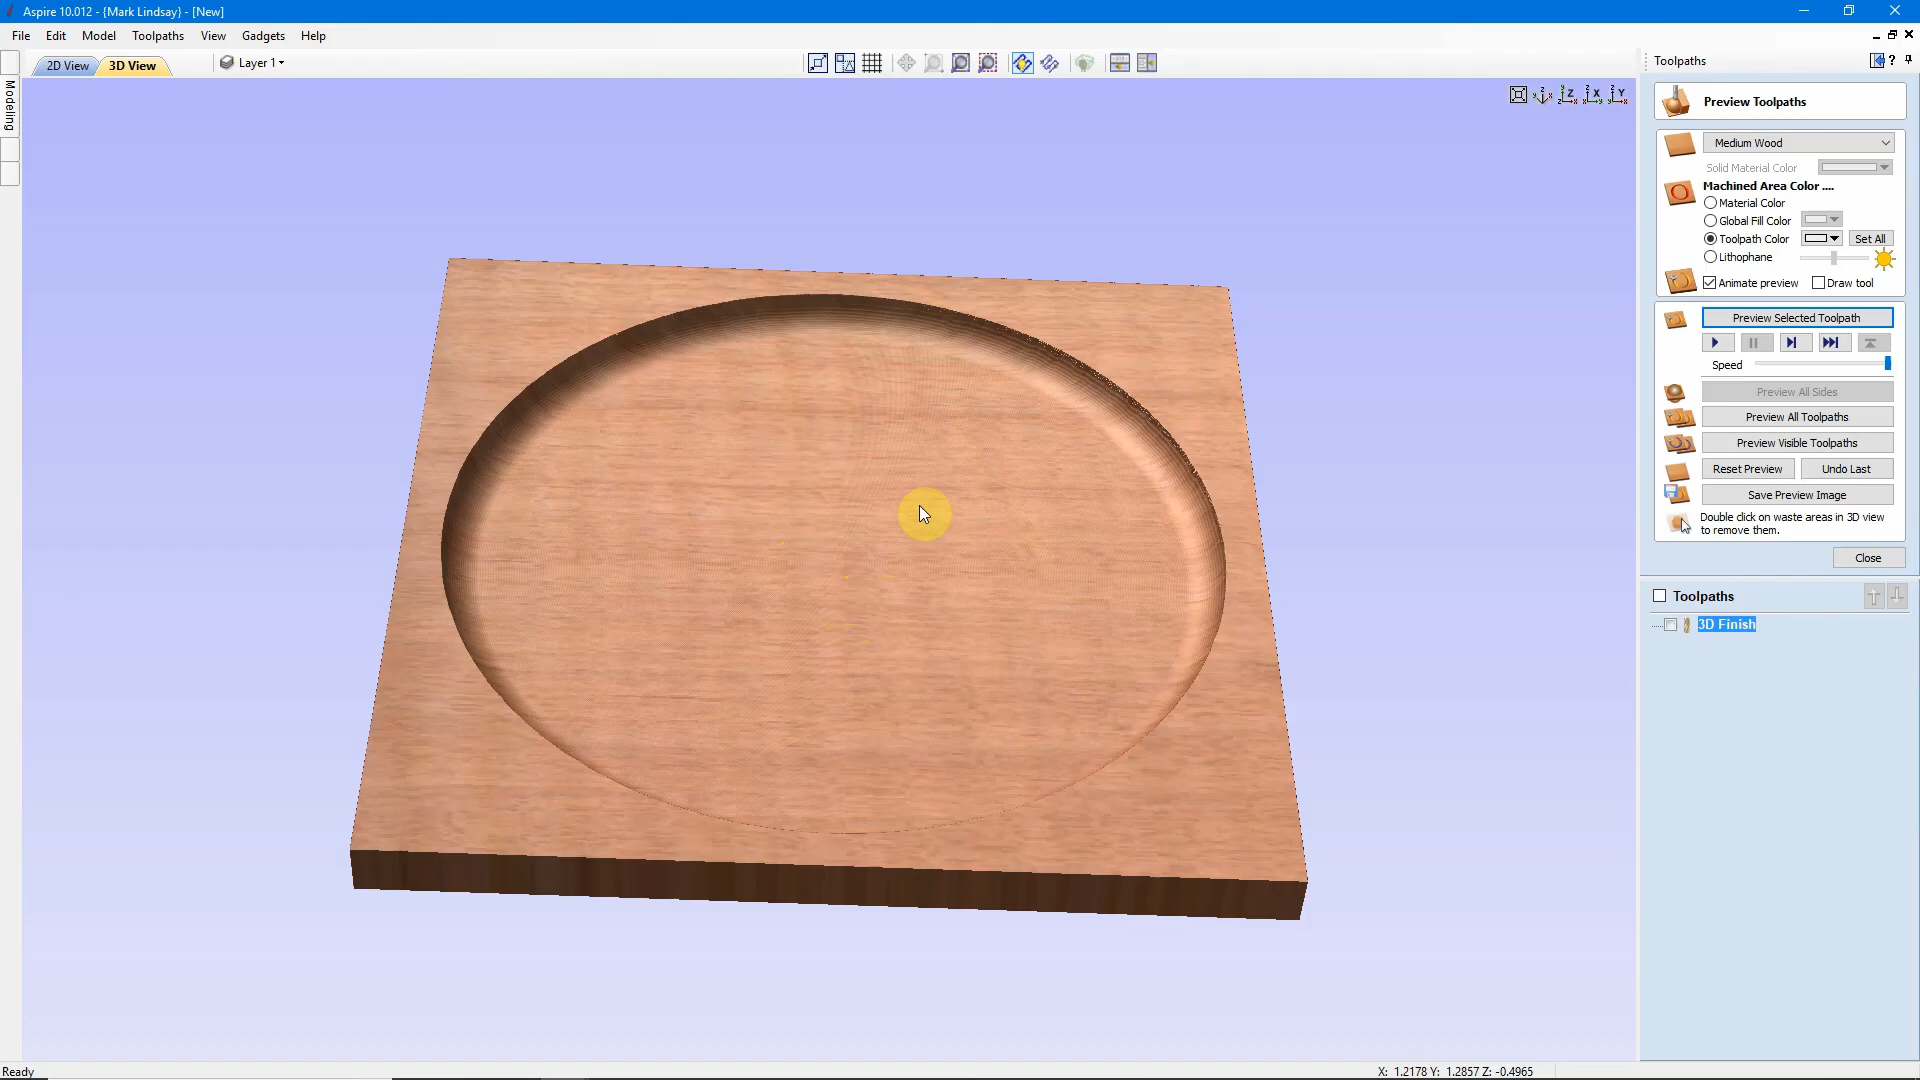 Aspire 10.012 - {Mark Lindsay} - [New]
File Edit Model Toolpaths View Gadgets Help
2D View 3D View Layer 1
Toolpaths
Modeling
Preview Toolpaths
Medium Wood
Solid Material Color
Machined Area Color ....
Material Color
Global Fill Color
Toolpath Color Set All
Lithophane
Animate preview Draw tool
Preview Selected Toolpath
Speed
Preview All Sides
Preview All Toolpaths
Preview Visible Toolpaths
Reset Preview Undo Last
Save Preview Image
Double click on waste areas in 3D view
to remove them.
Close
Toolpaths
3D Finish
Ready X: 1.2178 Y: 1.2857 Z: -0.4965